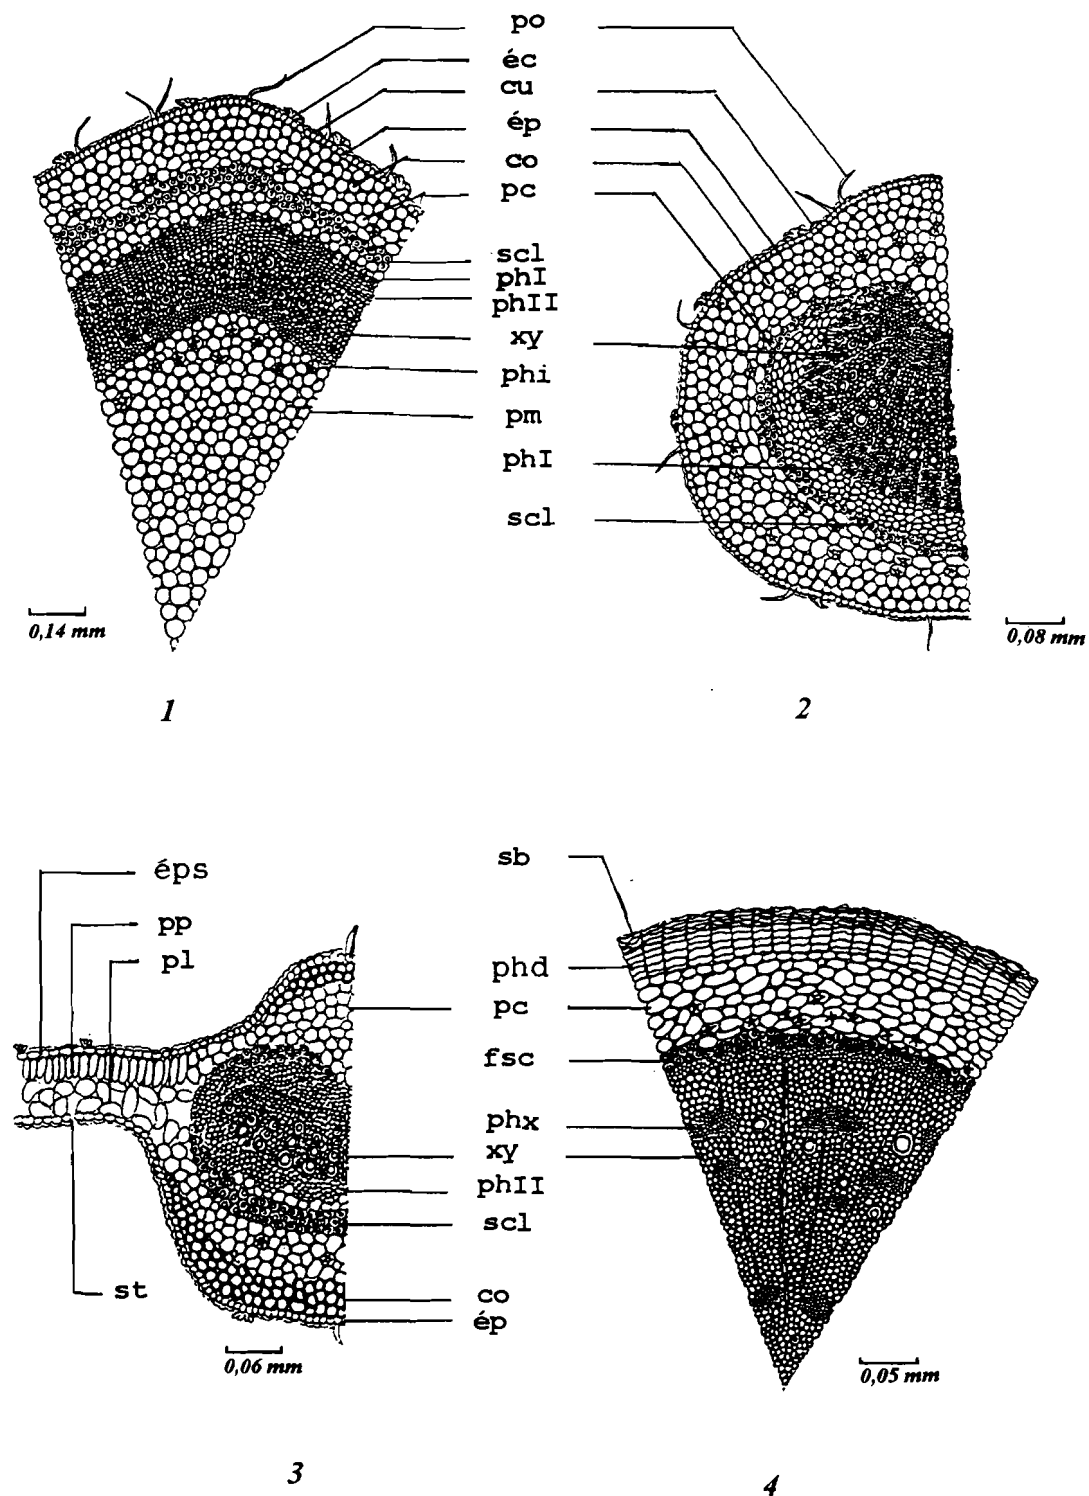 po
éc
cu
ép
co
pc
scl
phI
phII
xy
phi
pm
phI
scl
0,14 mm
0,08 mm
1
2
éps
pp
pl
st
sb
phd
pc
fsc
phx
xy
phII
scl
co
ép
0,06 mm
0,05 mm
3
4